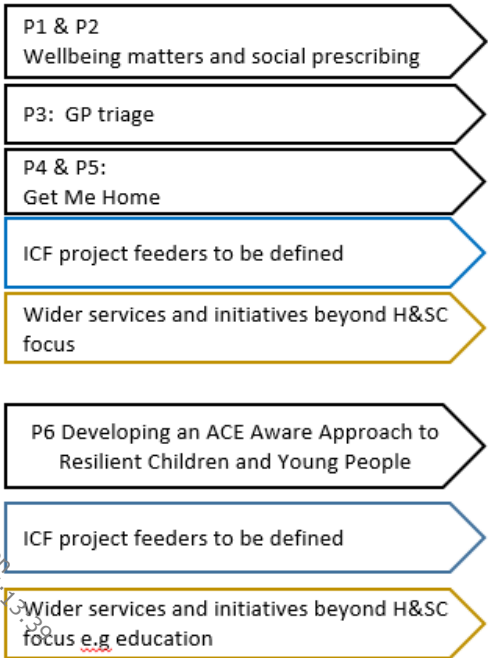 P1 & P2
Wellbeing matters and social prescribing
P3: GP triage
P4 & P5:
Get Me Home
ICF project feeders to be defined
Wider services and initiatives beyond H&SC
focus
P6 Developing an ACE Aware Approach to
Resilient Children and Young People
ICF project feeders to be defined
Wider services and initiatives beyond H&SC
focus e.g education